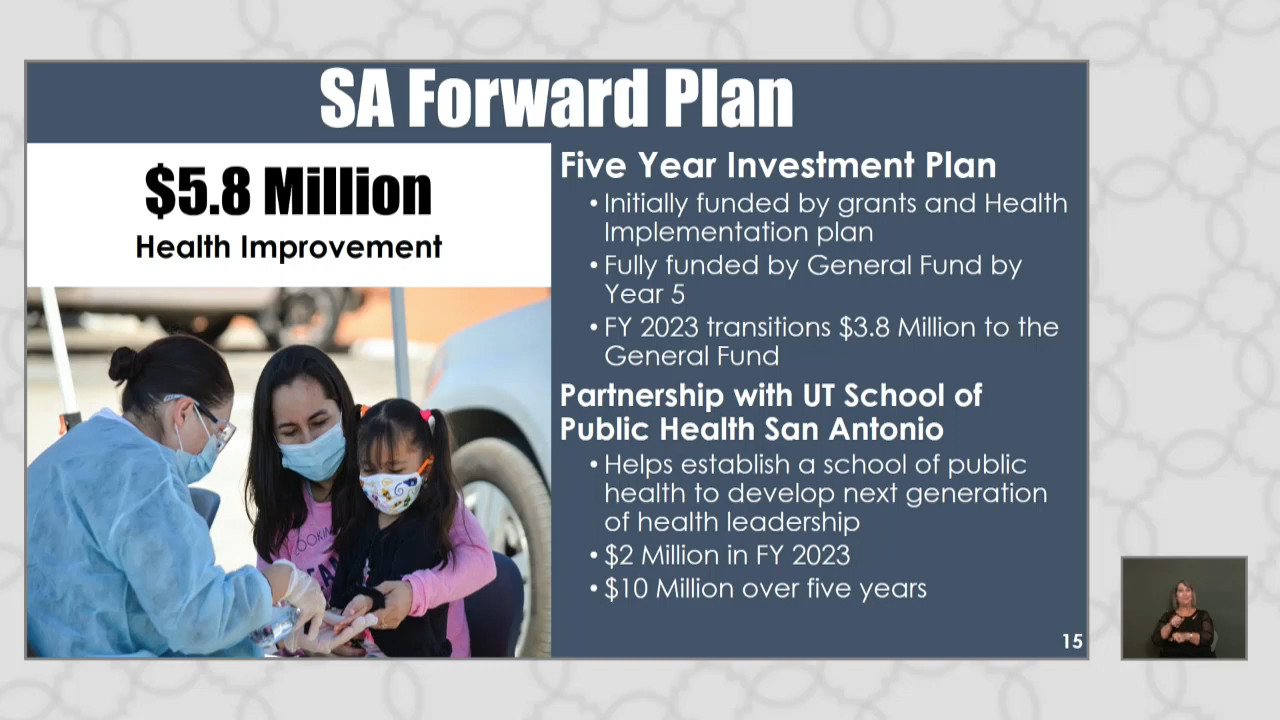 SA Forward Plan
$5.8 Million
Health Improvement
Five Year Investment Plan
• Initially funded by grants and Health
Implementation plan
• Fully funded by General Fund by
Year 5
• FY 2023 transitions $3.8 Million to the
General Fund
Partnership with UT School of
Public Health San Antonio
• Helps establish a school of public
health to develop next generation
of health leadership
• $2 Million in FY 2023
• $10 Million over five years
15